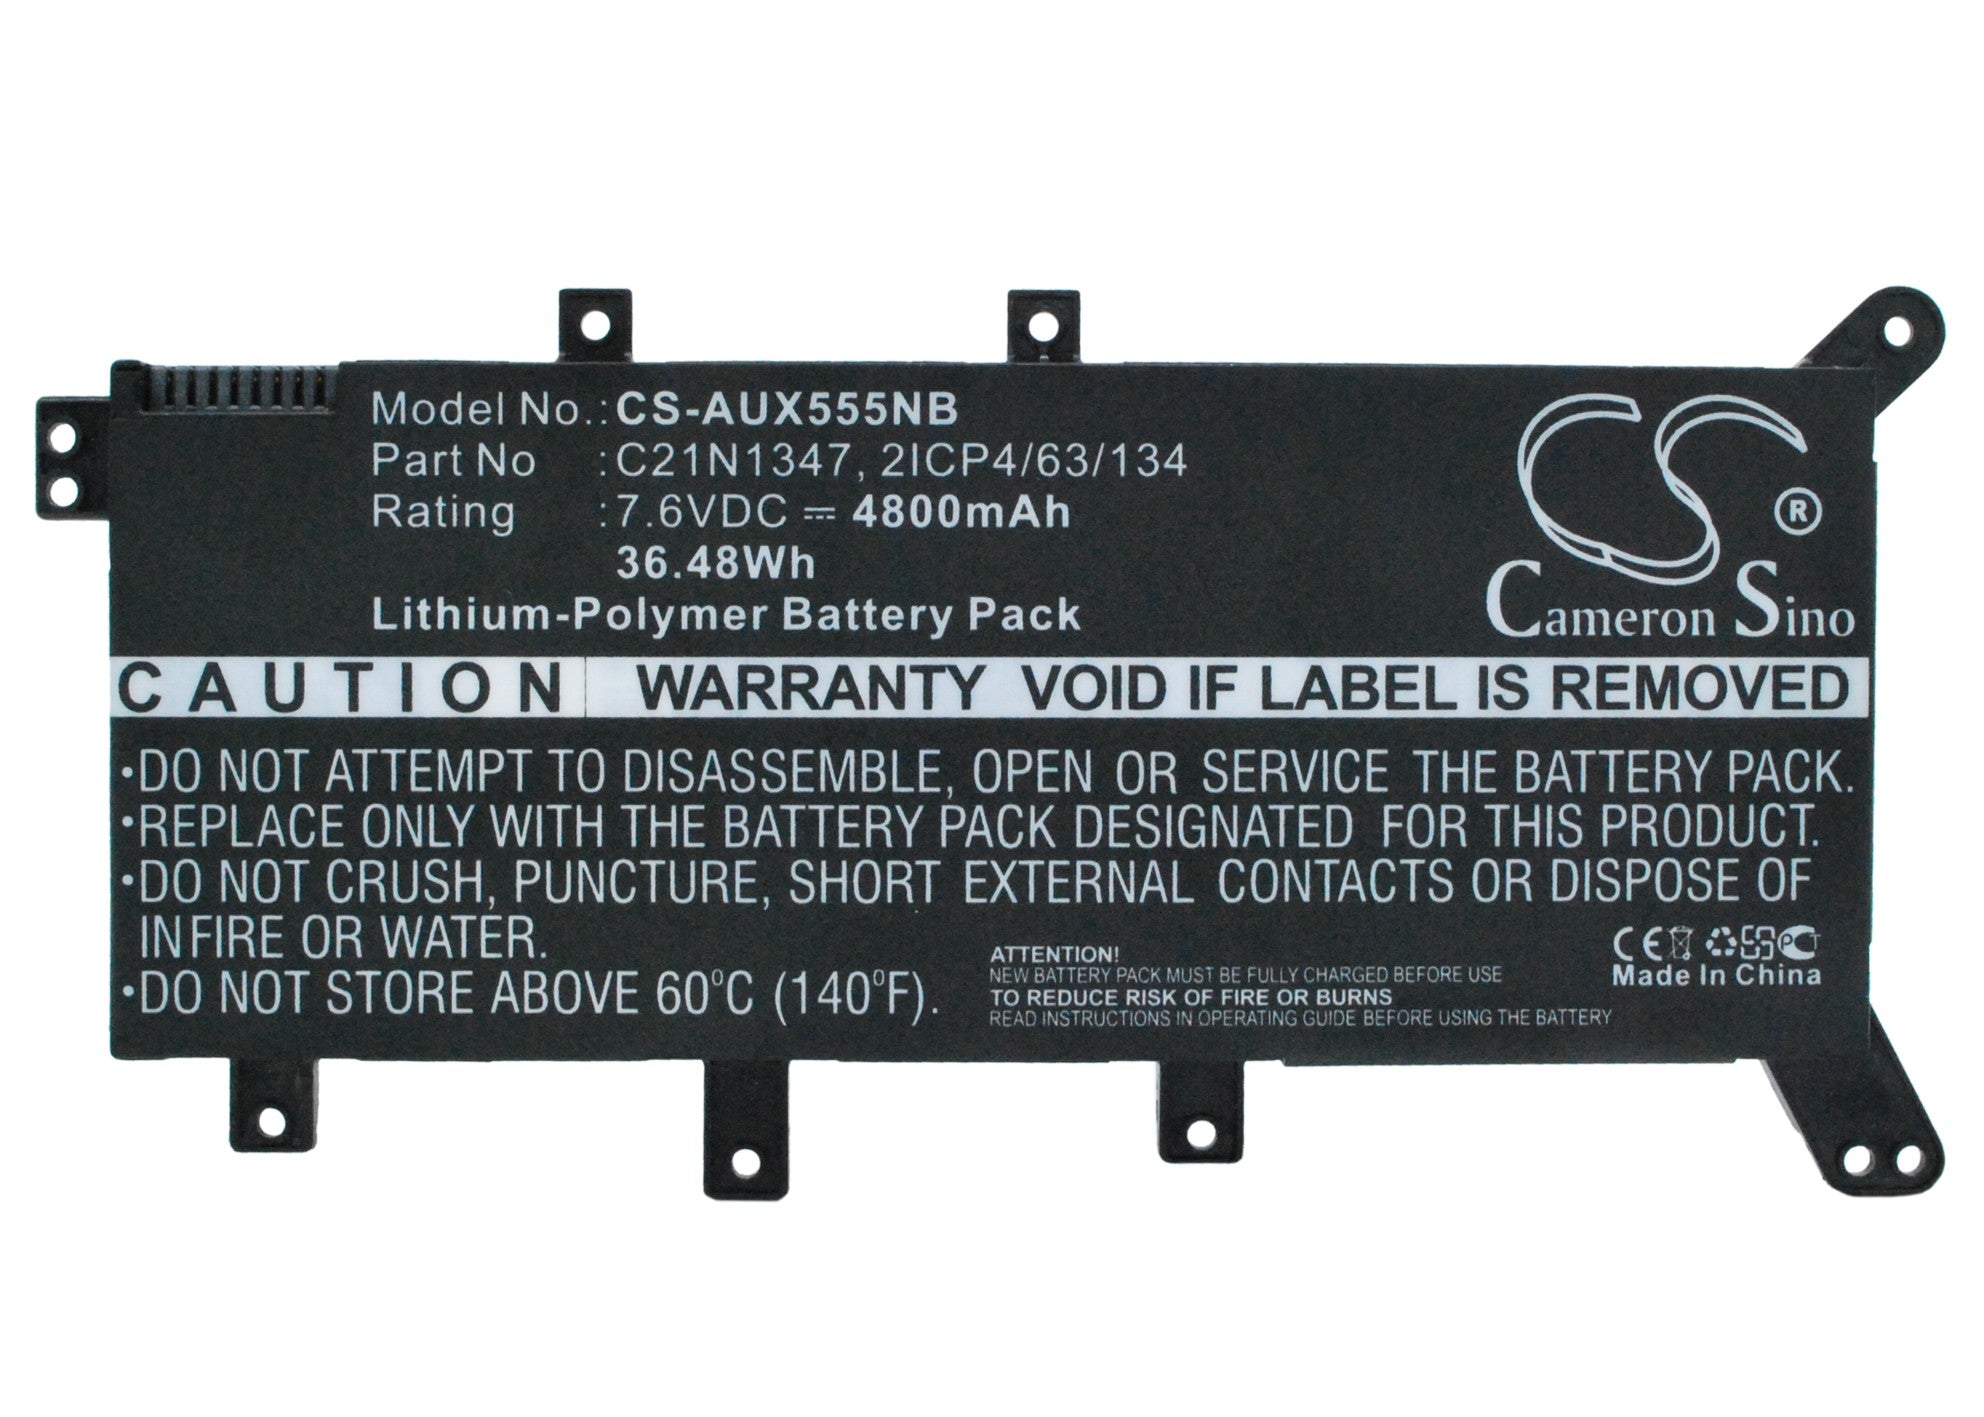 Model No.:CS-AUX555NB
Part No :C21N1347, 2ICP4/63/134
Rating :7.6VDC ⎓ 4800mAh
36.48Wh
Lithium-Polymer Battery Pack
CS ®
Cameron Sino
CAUTION WARRANTY VOID IF LABEL IS REMOVED
•DO NOT ATTEMPT TO DISASSEMBLE, OPEN OR SERVICE THE BATTERY PACK.
•REPLACE ONLY WITH THE BATTERY PACK DESIGNATED FOR THIS PRODUCT.
•DO NOT CRUSH, PUNCTURE, SHORT EXTERNAL CONTACTS OR DISPOSE OF
IN FIRE OR WATER.
•DO NOT STORE ABOVE 60°C (140°F).
ATTENTION!
NEW BATTERY PACK MUST BE FULLY CHARGED BEFORE USE
TO REDUCE RISK OF FIRE OR BURNS
READ INSTRUCTIONS IN OPERATING GUIDE BEFORE USING THE BATTERY
CE PCT
Made In China